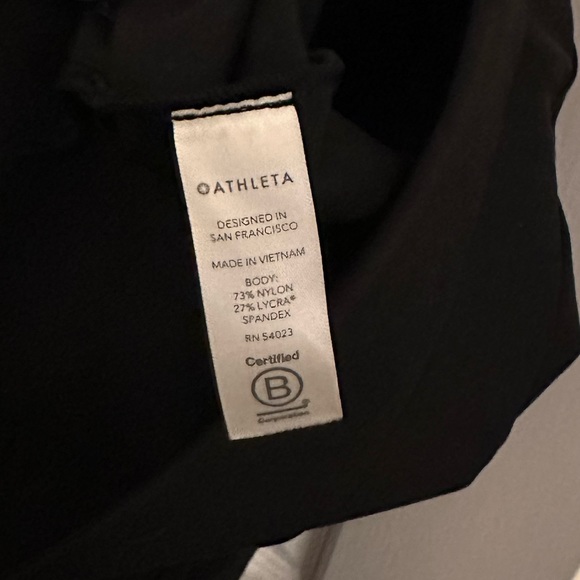 ATHLETA
DESIGNED IN
SAN FRANCISCO
MADE IN VIETNAM
BODY:
73% NYLON
27% LYCRA®
SPANDEX
RN 54023
Certified
B
®
Corporation